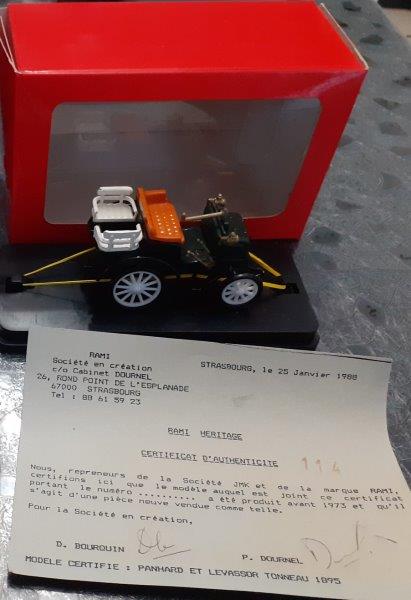 RAMI
Société en création
c/o Cabinet DOURNEL
26, ROND POINT DE L'ESPLANADE
67000 STRASBOURG
Tel : 88 61 59 23
STRASBOURG, le 25 Janvier 1988
RAMI HERITAGE
CERTIFICAT D'AUTHENTICITE 114
Nous, repreneurs de la Société JMK et de la marque RAMI,
certifions ici que le modèle auquel est joint ce certificat
portant le numéro .......... a été produit avant 1973 et qu'il
s'agit d'une pièce neuve vendue comme telle.
Pour la Société en création,
D. BOURQUIN
P. DOURNEL
MODELE CERTIFIE : PANHARD ET LEVASSOR TONNEAU 1895